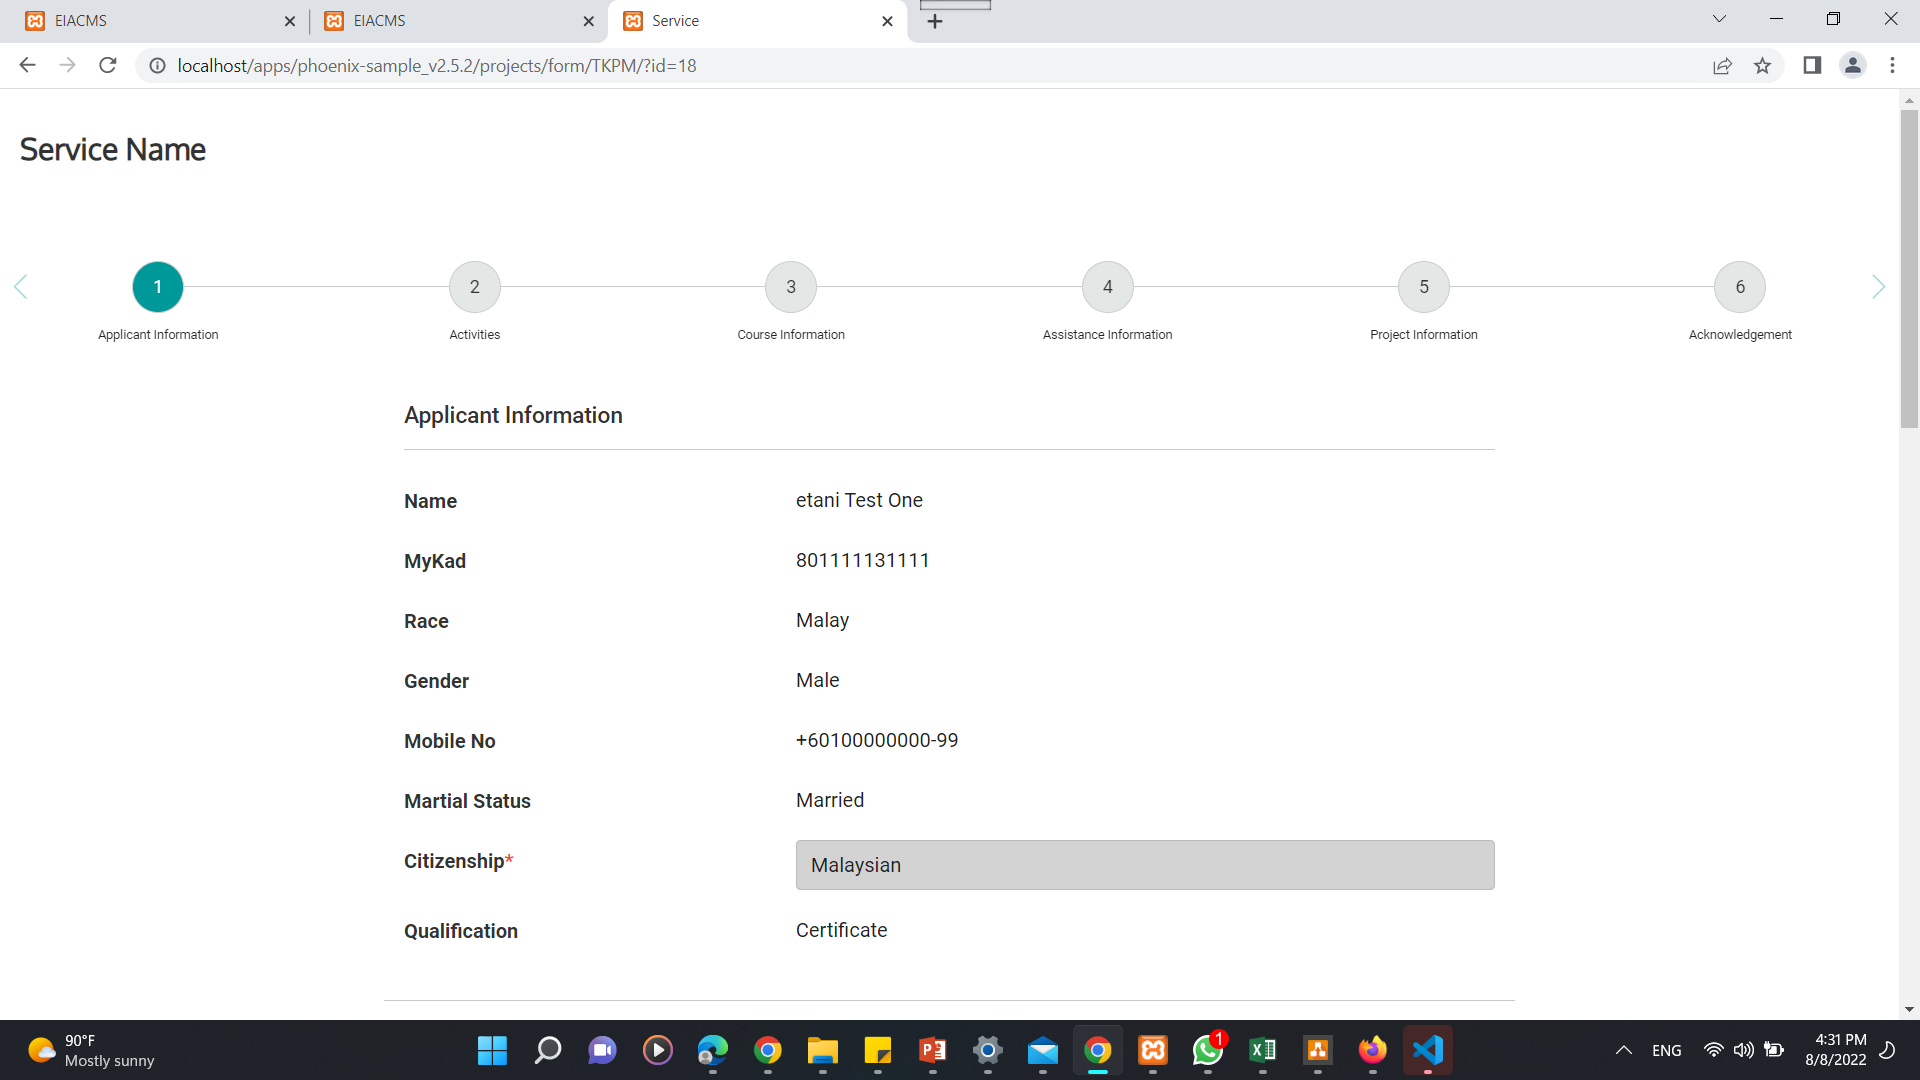 EIACMS
EIACMS
Service
localhost/apps/phoenix-sample_v2.5.2/projects/form/TKPM/?id=18
Service Name
1
2
3
4
5
6
Applicant Information
Activities
Course Information
Assistance Information
Project Information
Acknowledgement
Applicant Information
Name etani Test One
MyKad 801111131111
Race Malay
Gender Male
Mobile No +60100000000-99
Martial Status Married
Citizenship* Malaysian
Qualification Certificate
90°F
Mostly sunny
1
ENG
4:31 PM
8/8/2022